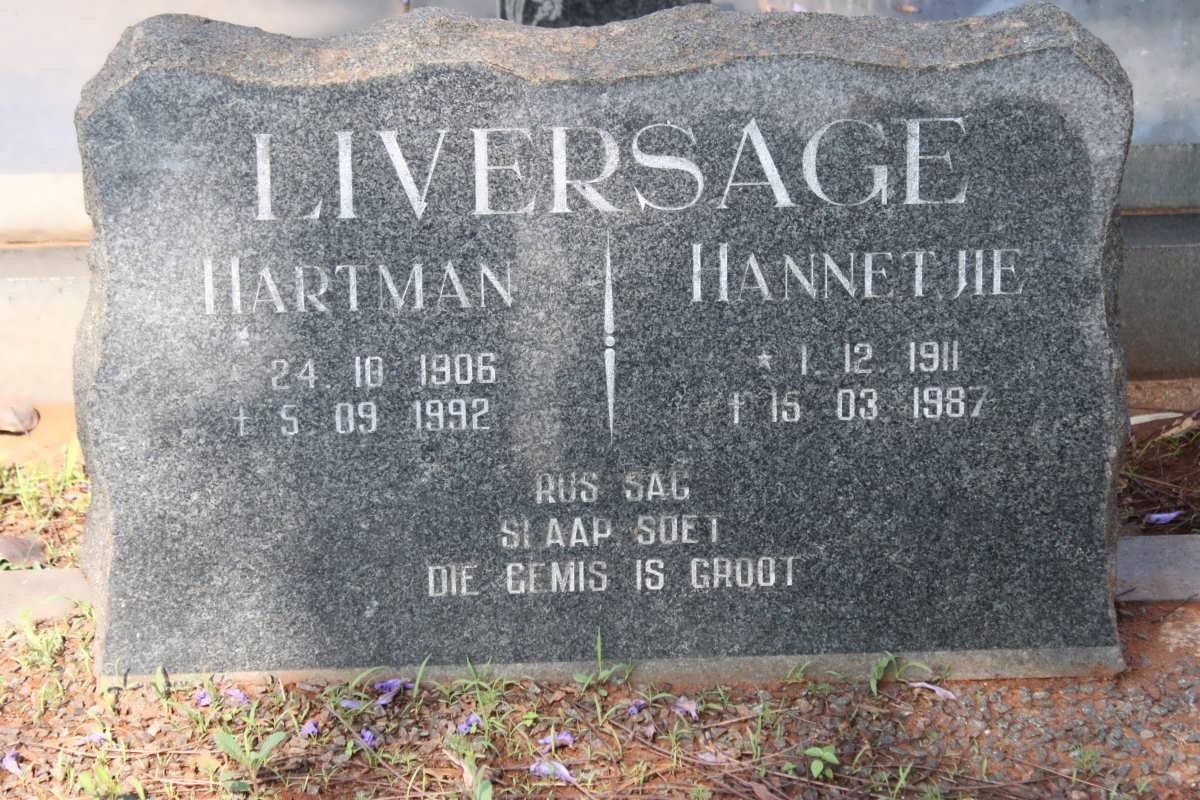 LIVERSAGE
HARTMAN
* 24. 10 1906
† 5. 09 1992
HANNETJIE
* 1. 12. 1911
† 15 03 1987
RUS SAG
SLAAP SOET
DIE GEMIS IS GROOT